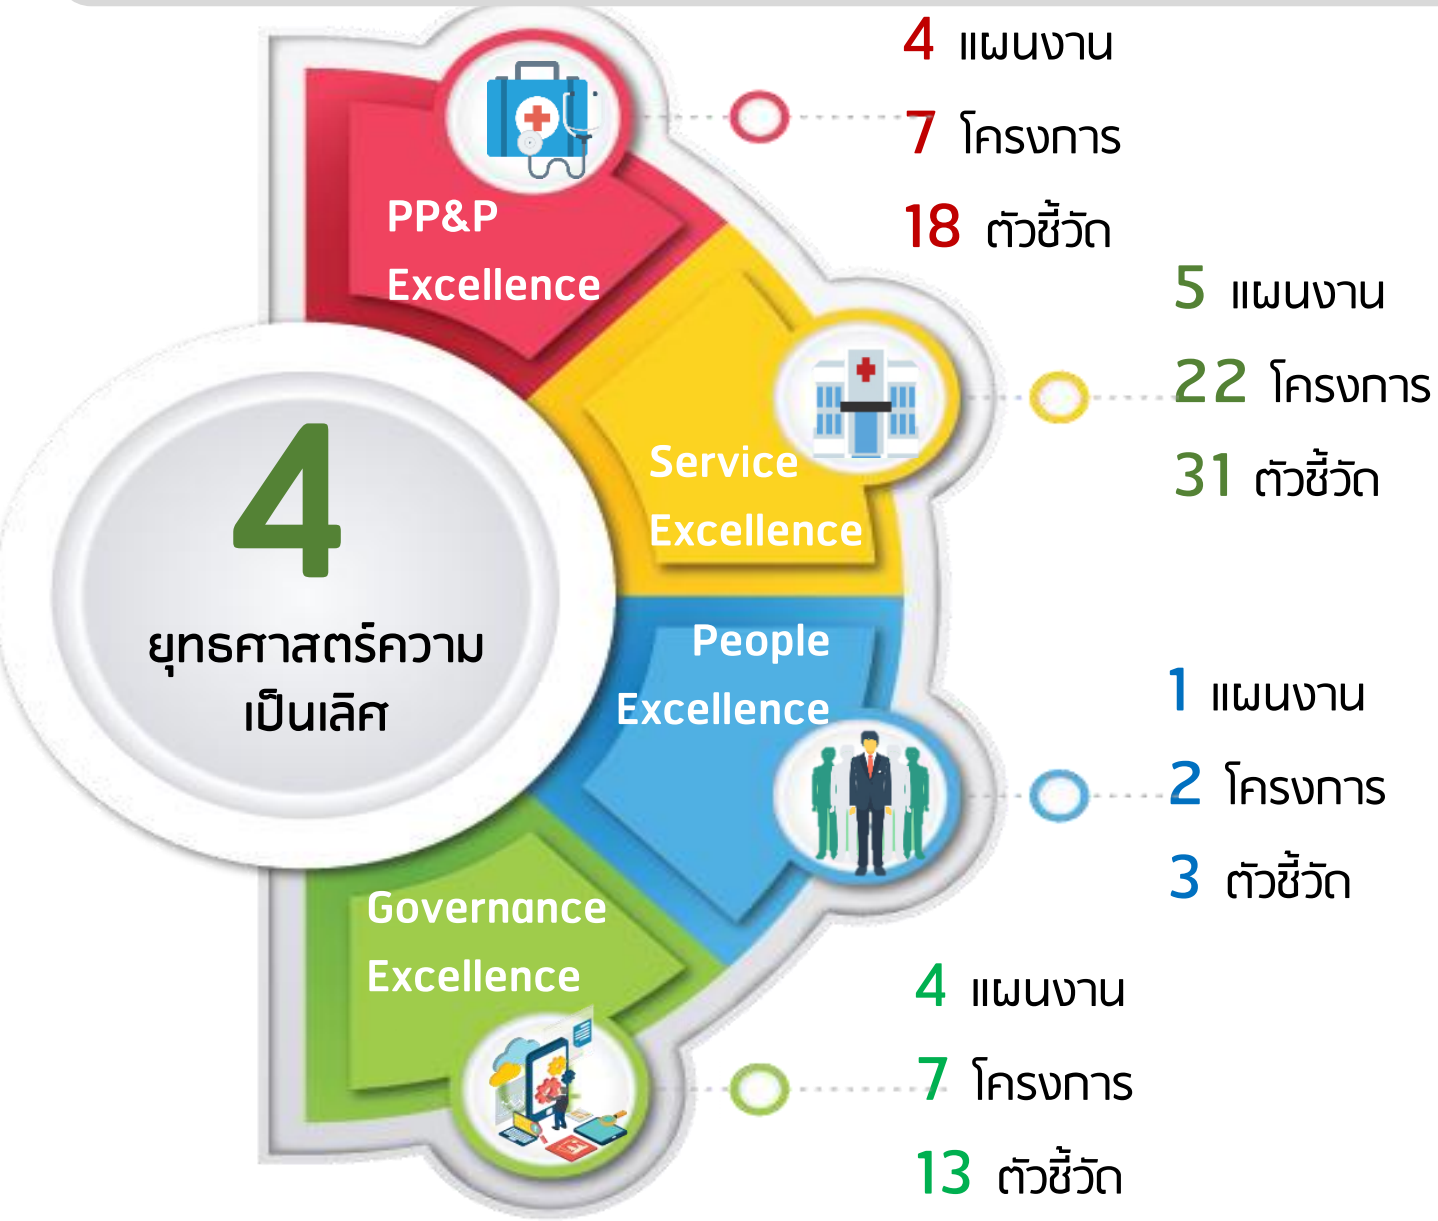 4 แผนงาน
7 โครงการ
18 ตัวชี้วัด
PP&P
Excellence
5 แผนงาน
22 โครงการ
31 ตัวชี้วัด
Service
Excellence
4
ยุทธศาสตร์ความ
เป็นเลิศ
People
Excellence
1 แผนงาน
2 โครงการ
3 ตัวชี้วัด
Governance
Excellence
4 แผนงาน
7 โครงการ
13 ตัวชี้วัด